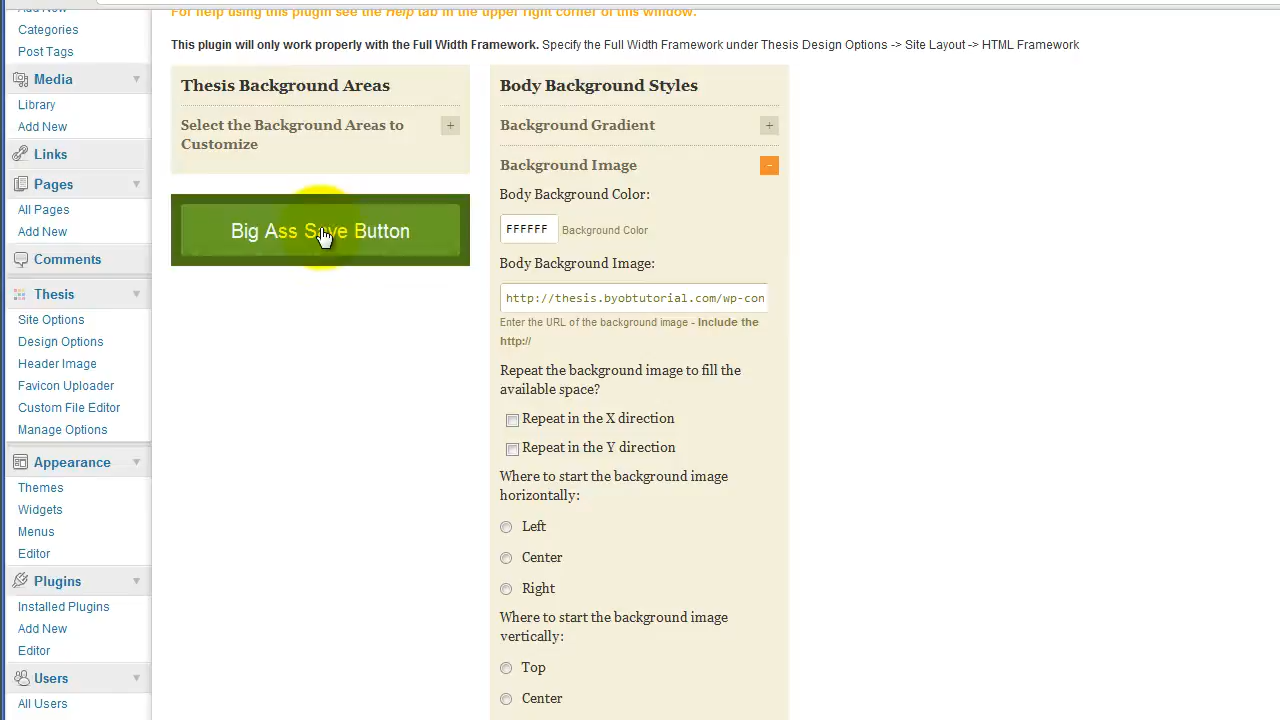 Add New
Categories
Post Tags
Media
Library
Add New
Links
Pages
All Pages
Add New
Comments
Thesis
Site Options
Design Options
Header Image
Favicon Uploader
Custom File Editor
Manage Options
Appearance
Themes
Widgets
Menus
Editor
Plugins
Installed Plugins
Add New
Editor
Users
All Users
For help using this plugin see the Help tab in the upper right corner of this window.
This plugin will only work properly with the Full Width Framework. Specify the Full Width Framework under Thesis Design Options -> Site Layout -> HTML Framework
Thesis Background Areas
Select the Background Areas to
Customize
+
Big Ass Save Button
Body Background Styles
Background Gradient
+
Background Image
-
Body Background Color:
FFFFFF Background Color
Body Background Image:
http://thesis.byobtutorial.com/wp-con
Enter the URL of the background image - Include the
http://
Repeat the background image to fill the
available space?
Repeat in the X direction
Repeat in the Y direction
Where to start the background image
horizontally:
Left
Center
Right
Where to start the background image
vertically:
Top
Center